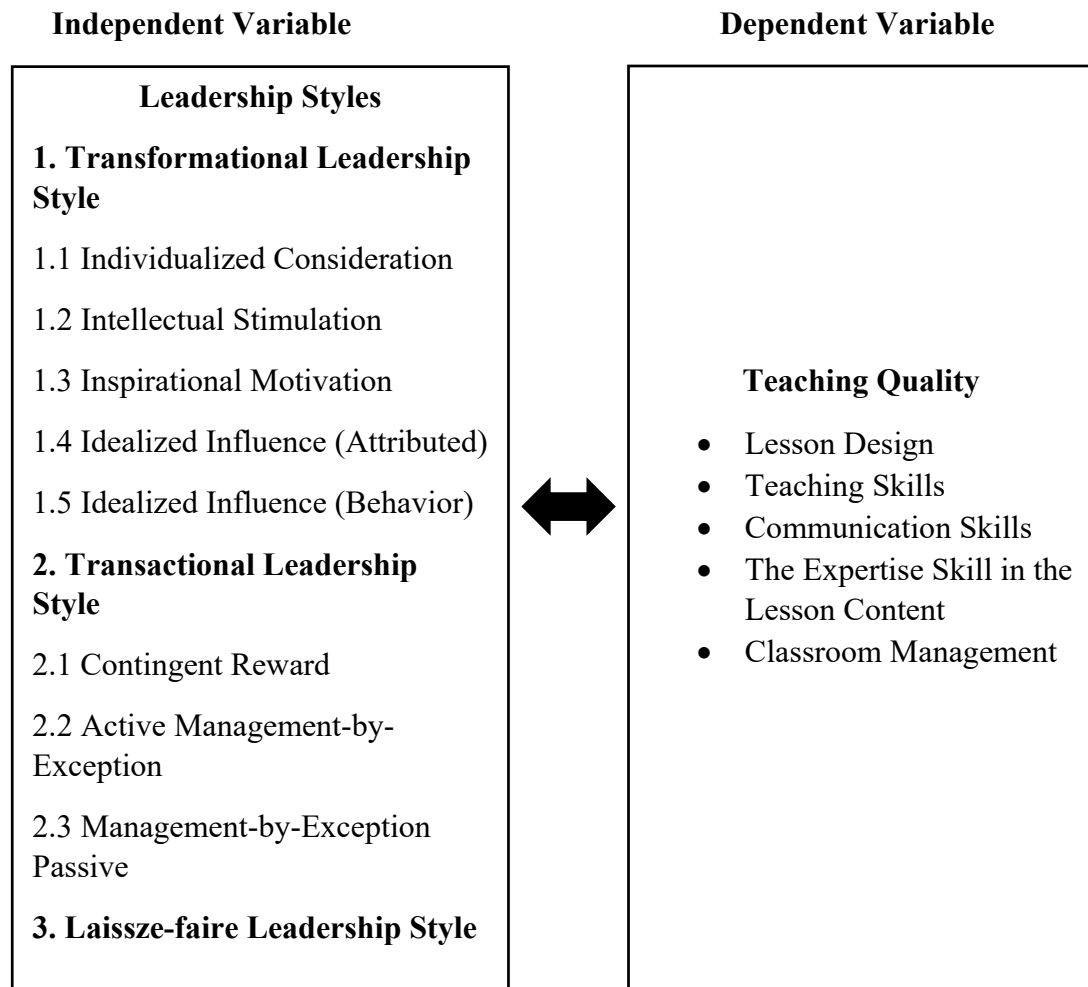 Independent Variable
Dependent Variable
Leadership Styles
1. Transformational Leadership
Style
1.1 Individualized Consideration
1.2 Intellectual Stimulation
1.3 Inspirational Motivation
1.4 Idealized Influence (Attributed)
1.5 Idealized Influence (Behavior)
2. Transactional Leadership
Style
2.1 Contingent Reward
2.2 Active Management-by-
Exception
2.3 Management-by-Exception
Passive
3. Laissze-faire Leadership Style
Teaching Quality
• Lesson Design
• Teaching Skills
• Communication Skills
• The Expertise Skill in the
Lesson Content
• Classroom Management